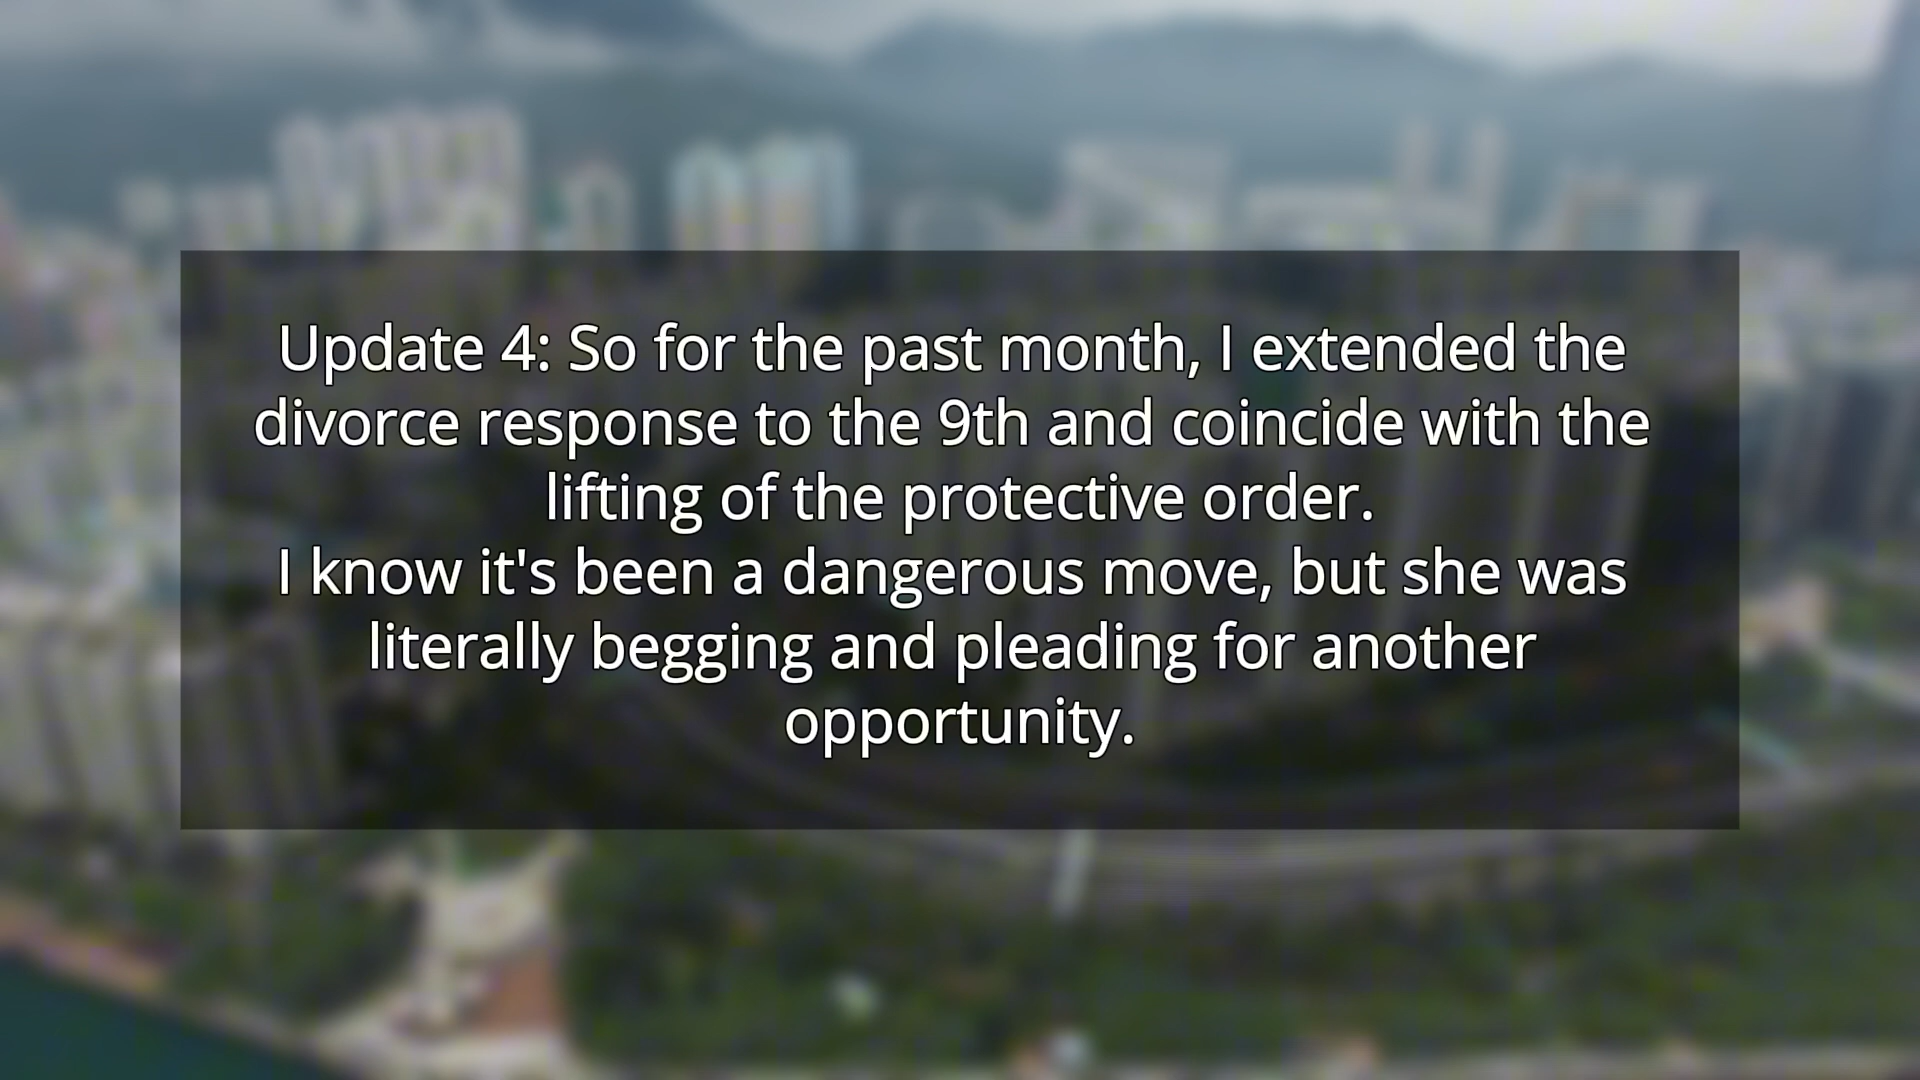 Update 4: So for the past month, I extended the
divorce response to the 9th and coincide with the
lifting of the protective order.
I know it's been a dangerous move, but she was
literally begging and pleading for another
opportunity.